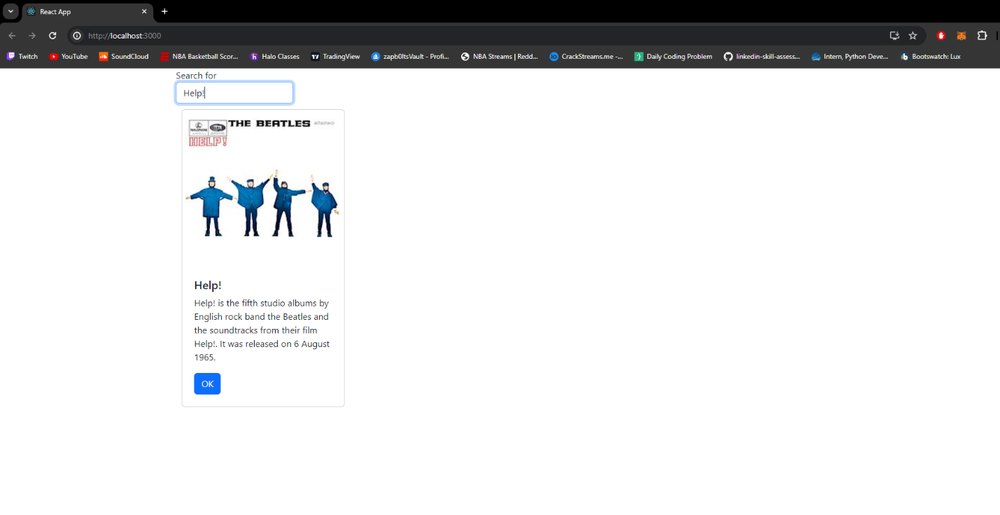 React App
http://localhost:3000
Twitch
YouTube
SoundCloud
NBA Basketball Scor...
Halo Classes
TradingView
zapb0ltsVault - Profi...
NBA Streams | Redd...
CrackStreams.me -...
Daily Coding Problem
linkedin-skill-assess...
Intern, Python Deve...
Bootswatch: Lux
Search for
Help!
PARLOPHONE
THE BEATLES
HELP!
Help!
Help! is the fifth studio albums by
English rock band the Beatles and
the soundtracks from their film
Help!. It was released on 6 August
1965.
OK